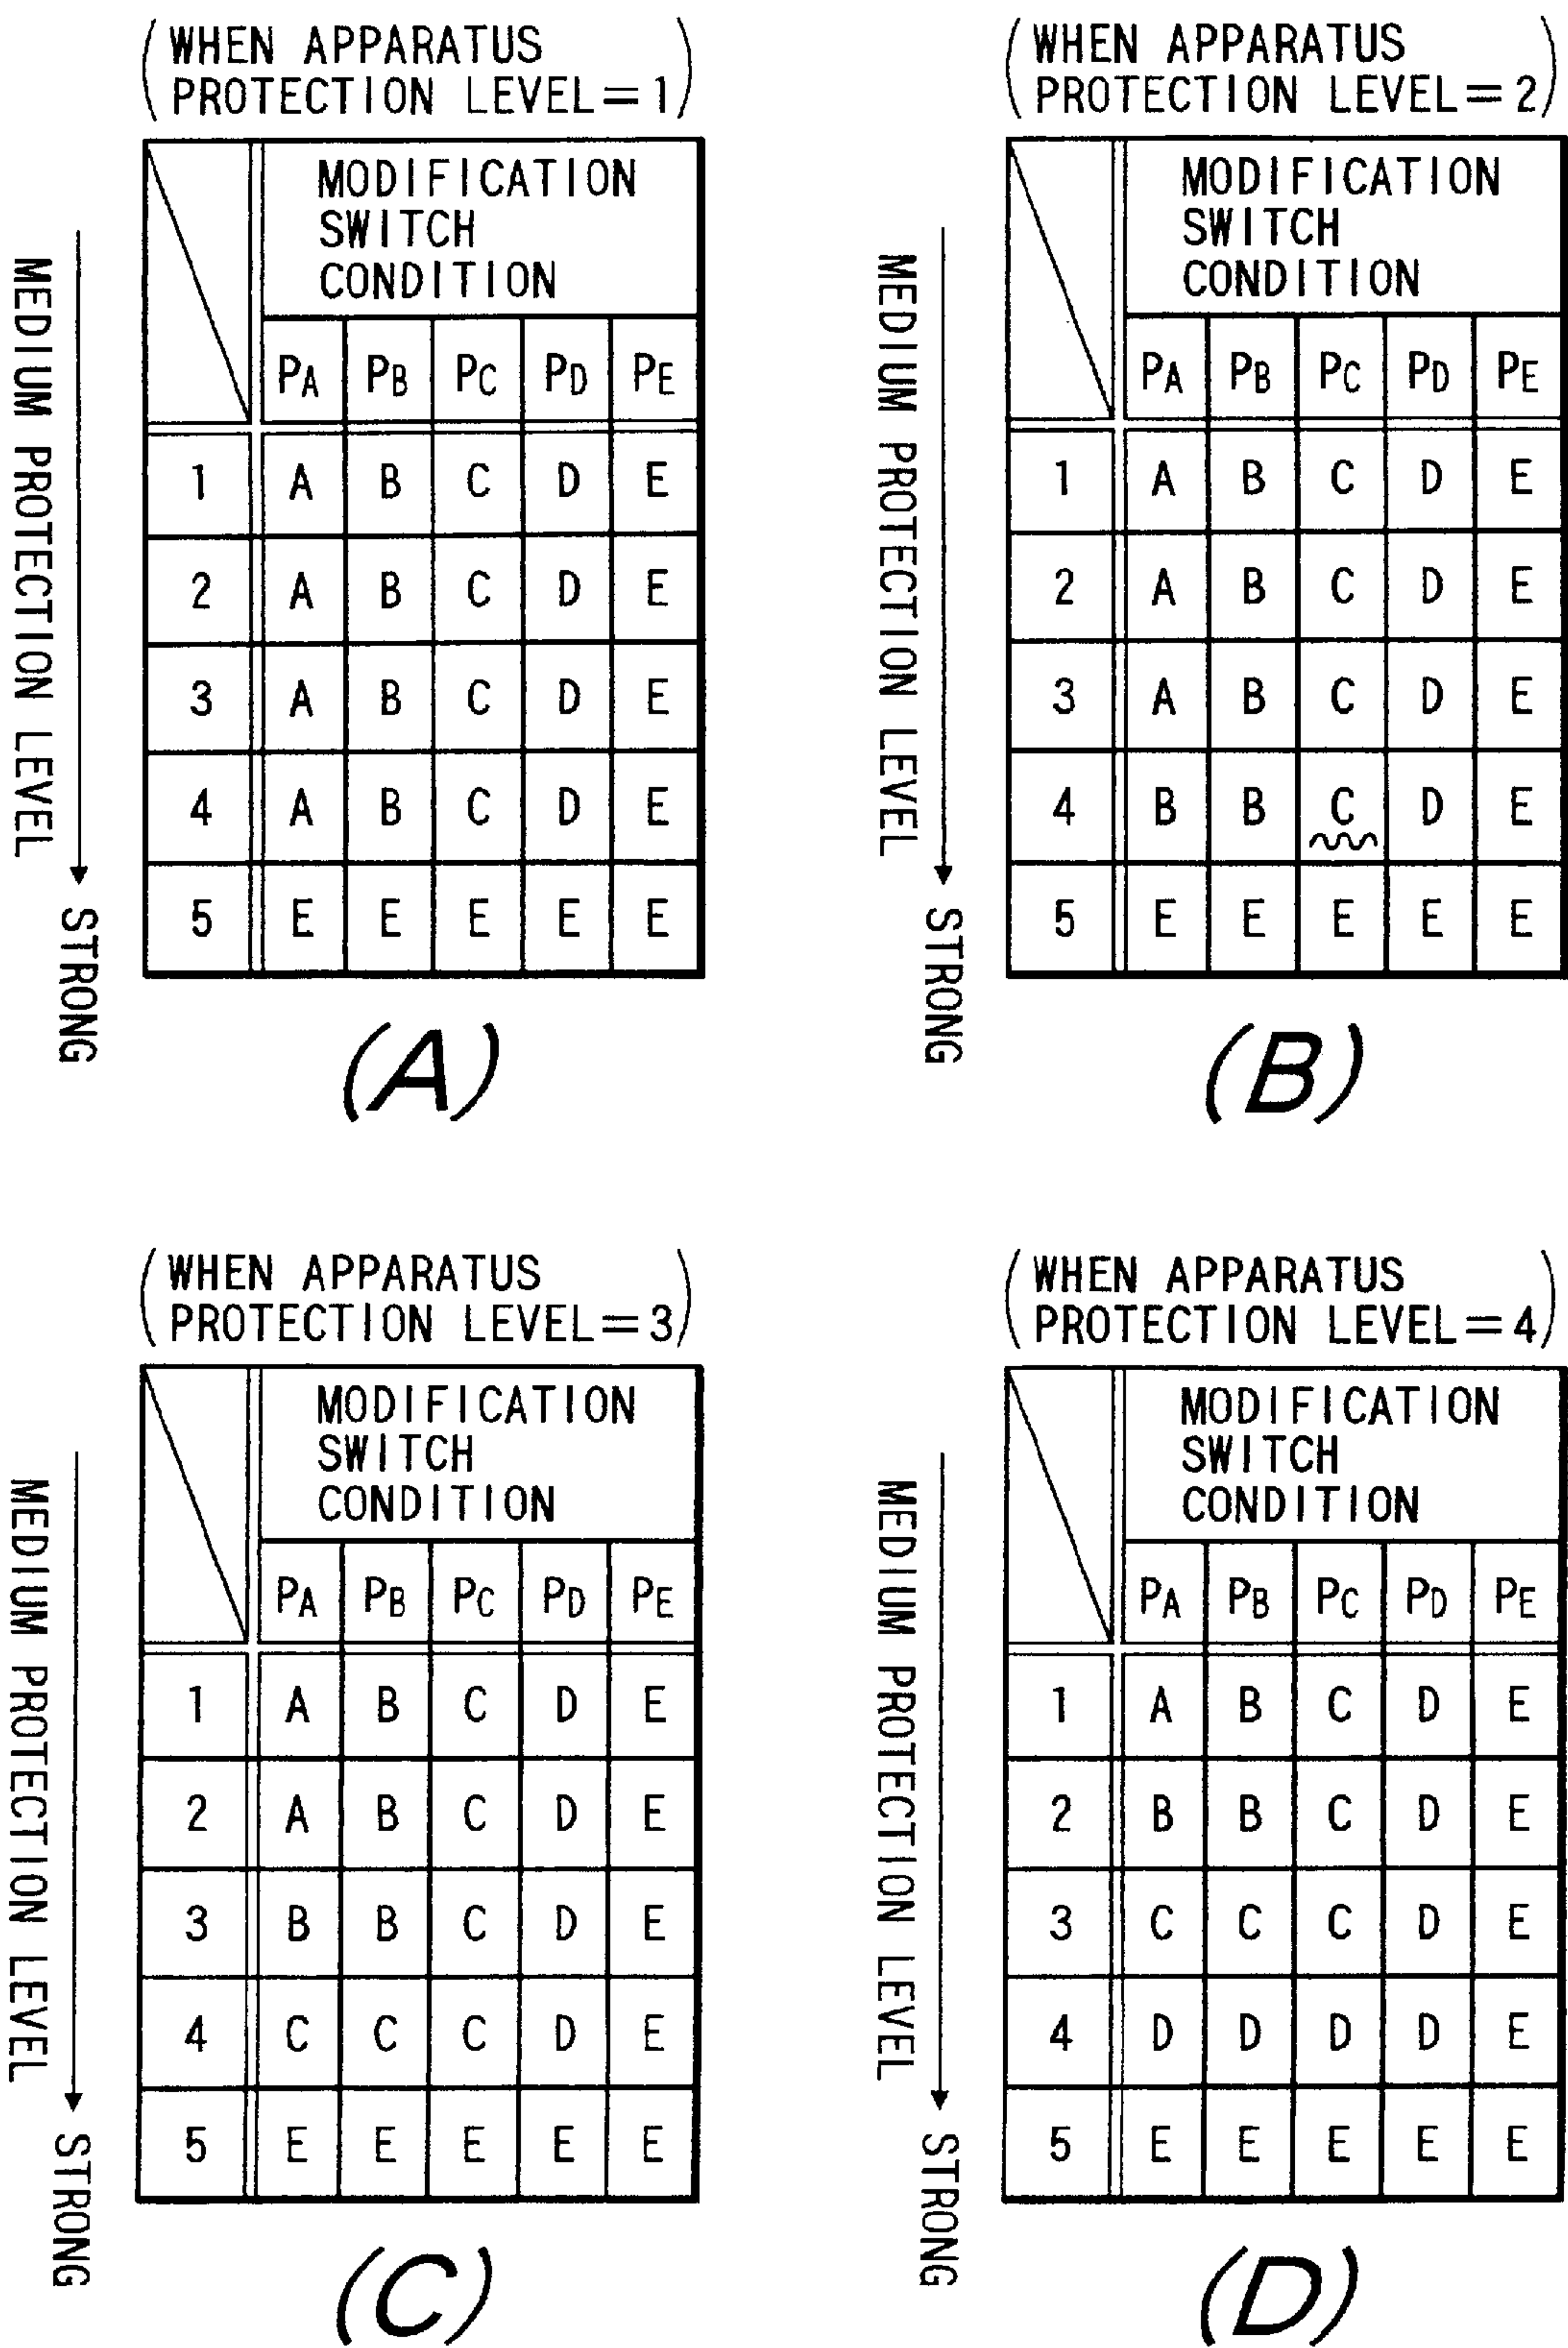 (WHEN APPARATUS
PROTECTION LEVEL=1)
MODIFICATION
SWITCH
CONDITION
PA PB PC PD PE
1 A B C D E
2 A B C D E
3 A B C D E
4 A B C D E
5 E E E E E
MEDIUM PROTECTION LEVEL
STRONG
(A)
(WHEN APPARATUS
PROTECTION LEVEL=2)
MODIFICATION
SWITCH
CONDITION
PA PB PC PD PE
1 A B C D E
2 A B C D E
3 A B C D E
4 B B C D E
5 E E E E E
MEDIUM PROTECTION LEVEL
STRONG
(B)
(WHEN APPARATUS
PROTECTION LEVEL=3)
MODIFICATION
SWITCH
CONDITION
PA PB PC PD PE
1 A B C D E
2 A B C D E
3 B B C D E
4 C C C D E
5 E E E E E
MEDIUM PROTECTION LEVEL
STRONG
(C)
(WHEN APPARATUS
PROTECTION LEVEL=4)
MODIFICATION
SWITCH
CONDITION
PA PB PC PD PE
1 A B C D E
2 B B C D E
3 C C C D E
4 D D D D E
5 E E E E E
MEDIUM PROTECTION LEVEL
STRONG
(D)